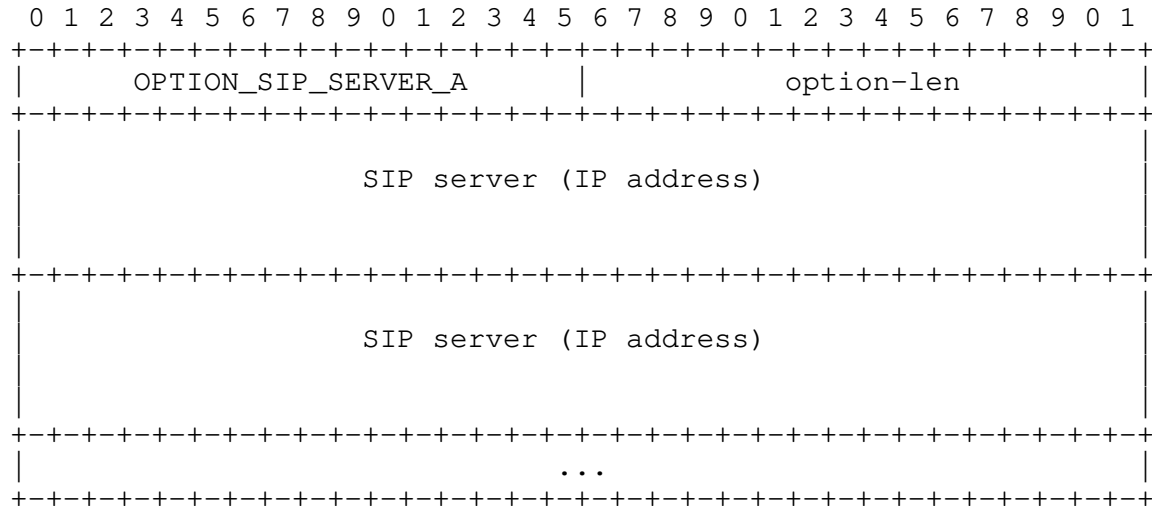 0 1 2 3 4 5 6 7 8 9 0 1 2 3 4 5 6 7 8 9 0 1 2 3 4 5 6 7 8 9 0 1
+-+-+-+-+-+-+-+-+-+-+-+-+-+-+-+-+-+-+-+-+-+-+-+-+-+-+-+-+-+-+-+-+
|      OPTION_SIP_SERVER_A      |           option-len          |
+-+-+-+-+-+-+-+-+-+-+-+-+-+-+-+-+-+-+-+-+-+-+-+-+-+-+-+-+-+-+-+-+
|                                                               |
|                   SIP server (IP address)                     |
|                                                               |
|                                                               |
+-+-+-+-+-+-+-+-+-+-+-+-+-+-+-+-+-+-+-+-+-+-+-+-+-+-+-+-+-+-+-+-+
|                                                               |
|                   SIP server (IP address)                     |
|                                                               |
|                                                               |
+-+-+-+-+-+-+-+-+-+-+-+-+-+-+-+-+-+-+-+-+-+-+-+-+-+-+-+-+-+-+-+-+
|                              ...                              |
+-+-+-+-+-+-+-+-+-+-+-+-+-+-+-+-+-+-+-+-+-+-+-+-+-+-+-+-+-+-+-+-+